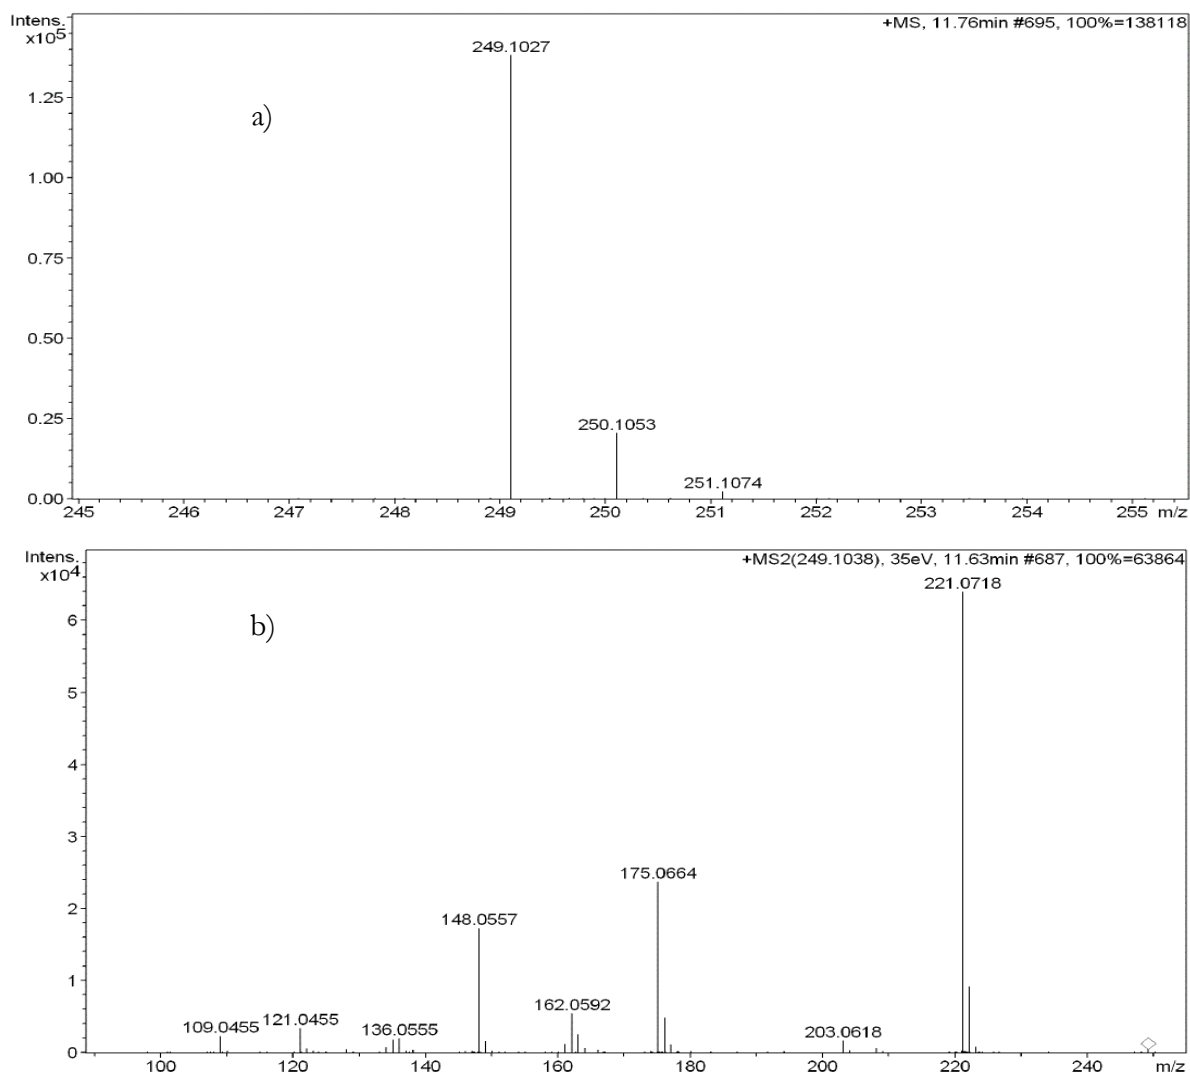 Intens.
x10^5
+MS, 11.76min #695, 100%=138118
249.1027
1.25
a)
1.00
0.75
0.50
0.25
250.1053
251.1074
0.00
245 246 247 248 249 250 251 252 253 254 255 m/z
Intens.
x10^4
+MS2(249.1038), 35eV, 11.63min #687, 100%=63864
221.0718
6
b)
5
4
3
175.0664
2
148.0557
1
162.0592
109.0455 121.0455 136.0555
203.0618
0
100 120 140 160 180 200 220 240 m/z